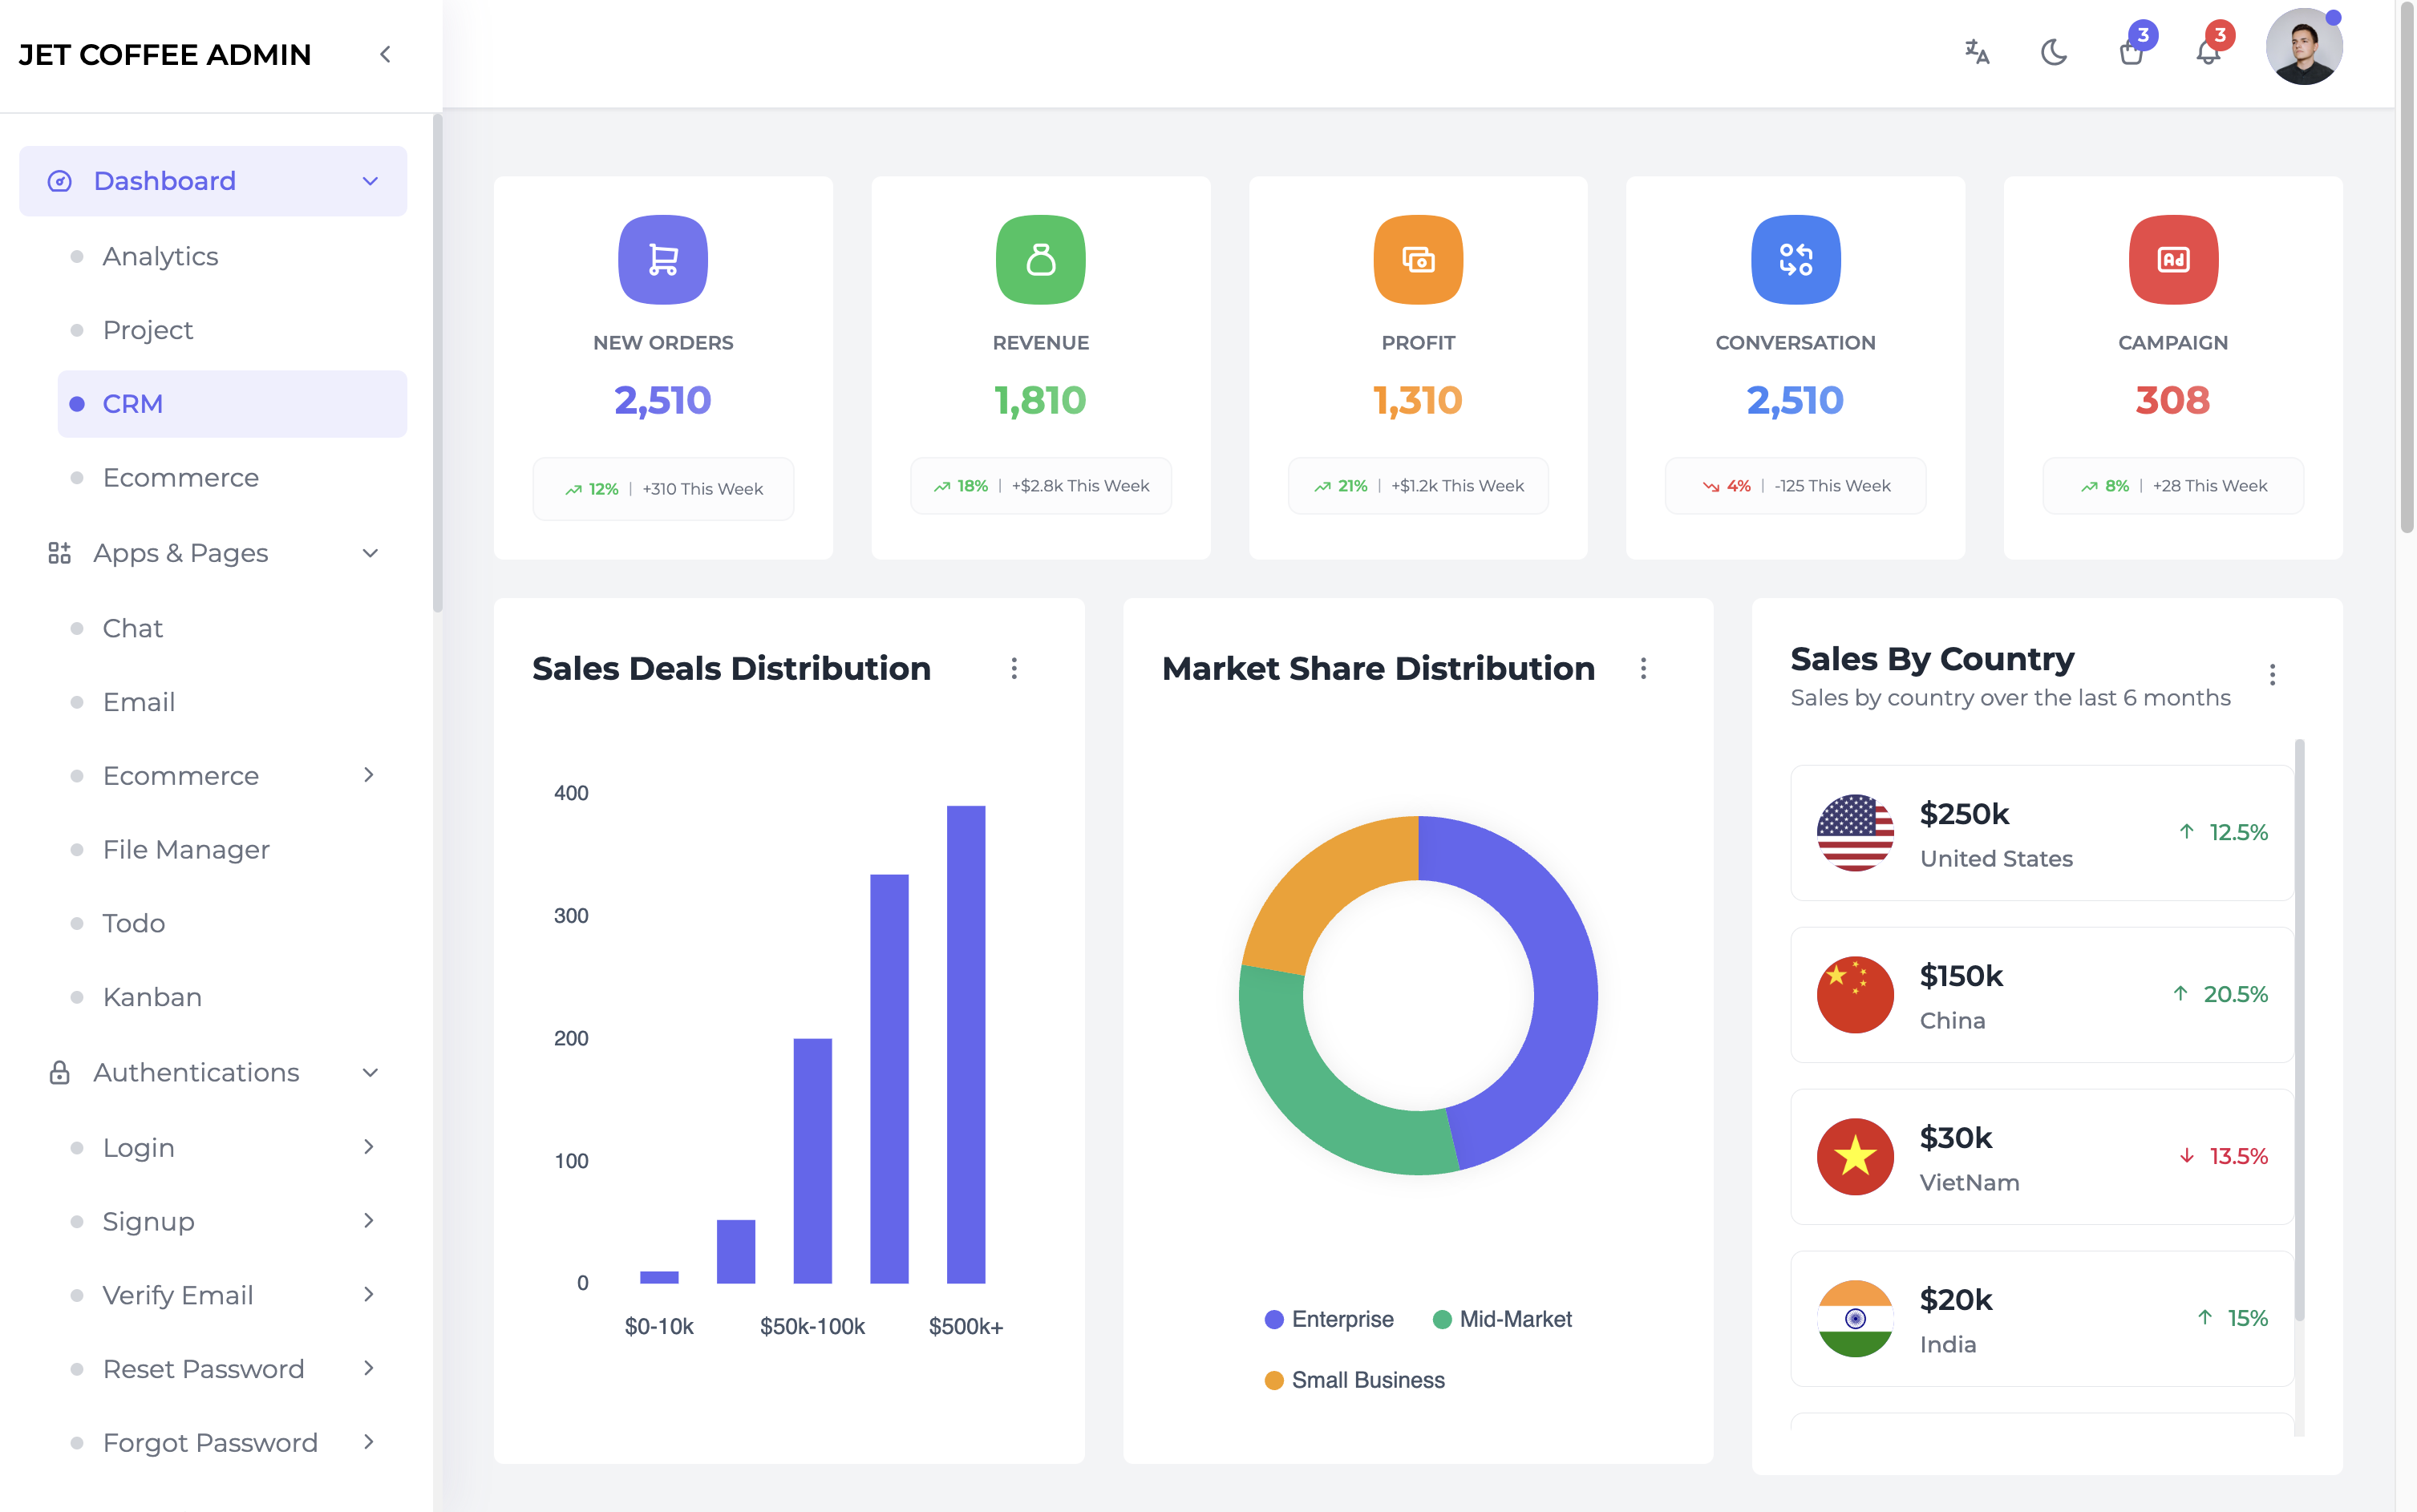 JET COFFEE ADMIN
3
3
Dashboard
Analytics
Project
CRM
Ecommerce
Apps & Pages
Chat
Email
Ecommerce
File Manager
Todo
Kanban
Authentications
Login
Signup
Verify Email
Reset Password
Forgot Password
NEW ORDERS
2,510
12% | +310 This Week
REVENUE
1,810
18% | +$2.8k This Week
PROFIT
1,310
21% | +$1.2k This Week
CONVERSATION
2,510
4% | -125 This Week
Ad
CAMPAIGN
308
8% | +28 This Week
Sales Deals Distribution
400
300
200
100
0
$0-10k
$50k-100k
$500k+
Market Share Distribution
Enterprise
Mid-Market
Small Business
Sales By Country
Sales by country over the last 6 months
$250k
United States
12.5%
$150k
China
20.5%
$30k
VietNam
13.5%
$20k
India
15%